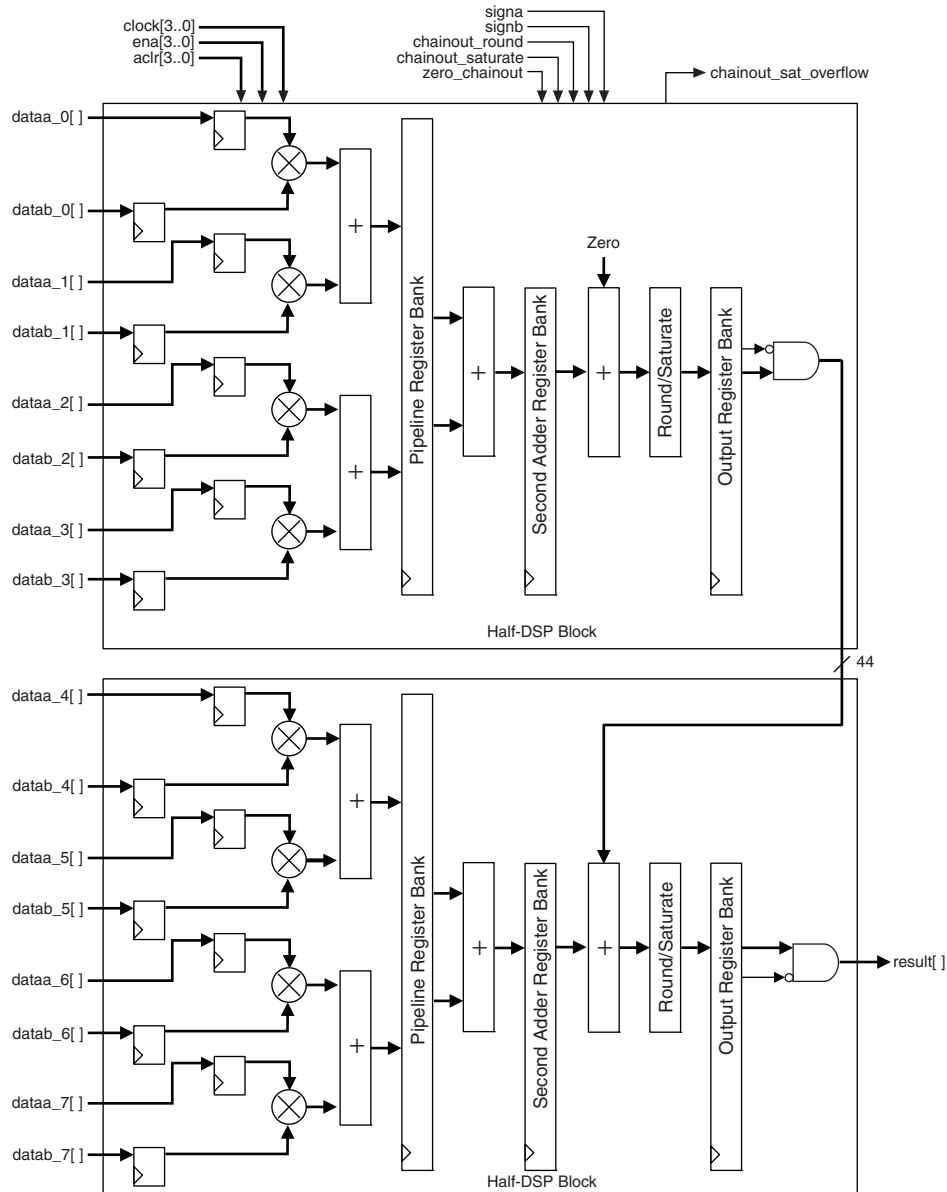 clock[3..0]
ena[3..0]
aclr[3..0]
signa
signb
chainout_round
chainout_saturate
zero_chainout
chainout_sat_overflow
dataa_0[ ]
datab_0[ ]
dataa_1[ ]
datab_1[ ]
dataa_2[ ]
datab_2[ ]
dataa_3[ ]
datab_3[ ]
+
+
Pipeline Register Bank
+
Second Adder Register Bank
Zero
+
Round/Saturate
Output Register Bank
Half-DSP Block
44
dataa_4[ ]
datab_4[ ]
dataa_5[ ]
datab_5[ ]
dataa_6[ ]
datab_6[ ]
dataa_7[ ]
datab_7[ ]
+
+
Pipeline Register Bank
+
Second Adder Register Bank
+
Round/Saturate
Output Register Bank
result[ ]
Half-DSP Block